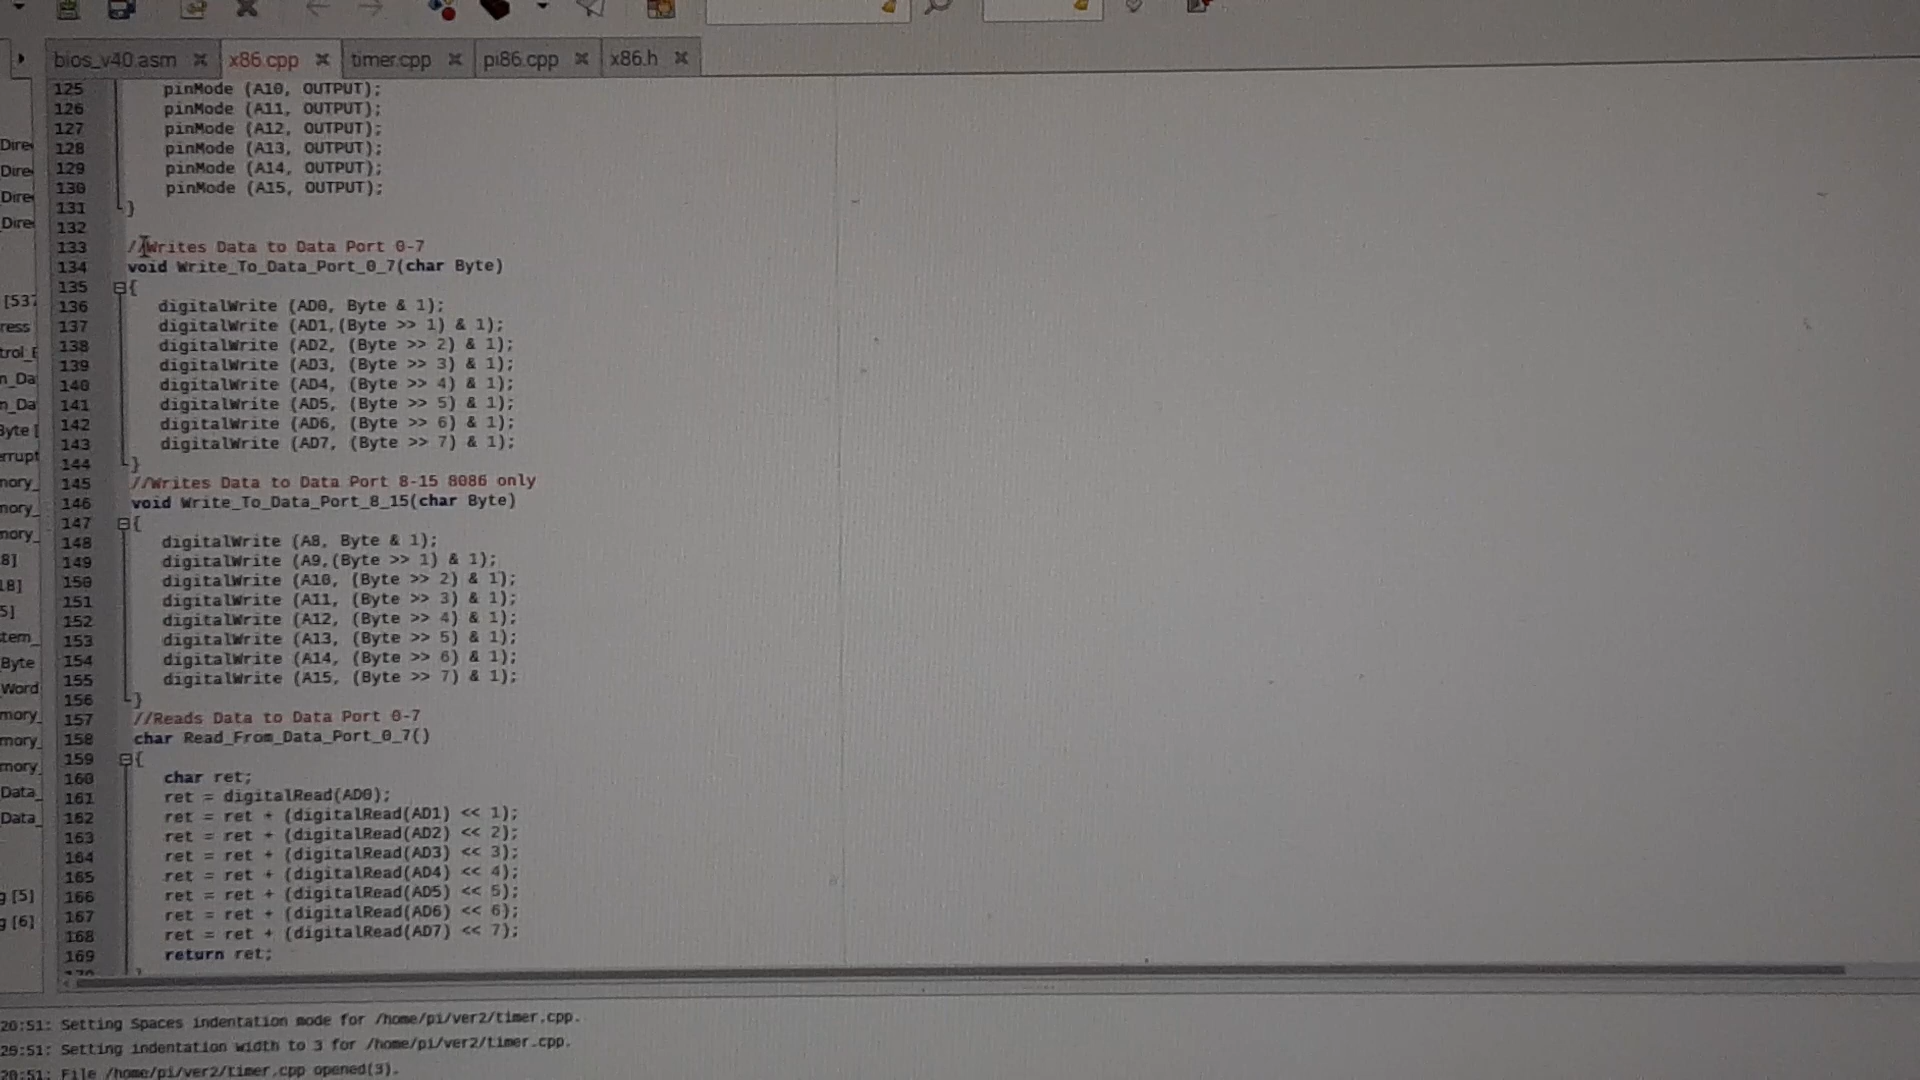 bios_v40.asm x86.cpp timer.cpp pi86.cpp x86.h
125 pinMode (A10, OUTPUT);
126 pinMode (A11, OUTPUT);
127 pinMode (A12, OUTPUT);
128 pinMode (A13, OUTPUT);
129 pinMode (A14, OUTPUT);
130 pinMode (A15, OUTPUT);
131 }
132
133 //Writes Data to Data Port 0-7
134 void Write_To_Data_Port_0_7(char Byte)
135 {
136 digitalWrite (AD0, Byte & 1);
137 digitalWrite (AD1,(Byte >> 1) & 1);
138 digitalWrite (AD2, (Byte >> 2) & 1);
139 digitalWrite (AD3, (Byte >> 3) & 1);
140 digitalWrite (AD4, (Byte >> 4) & 1);
141 digitalWrite (AD5, (Byte >> 5) & 1);
142 digitalWrite (AD6, (Byte >> 6) & 1);
143 digitalWrite (AD7, (Byte >> 7) & 1);
144 }
145 //Writes Data to Data Port 8-15 8086 only
146 void Write_To_Data_Port_8_15(char Byte)
147 {
148 digitalWrite (A8, Byte & 1);
149 digitalWrite (A9,(Byte >> 1) & 1);
150 digitalWrite (A10, (Byte >> 2) & 1);
151 digitalWrite (A11, (Byte >> 3) & 1);
152 digitalWrite (A12, (Byte >> 4) & 1);
153 digitalWrite (A13, (Byte >> 5) & 1);
154 digitalWrite (A14, (Byte >> 6) & 1);
155 digitalWrite (A15, (Byte >> 7) & 1);
156 }
157 //Reads Data to Data Port 0-7
158 char Read_From_Data_Port_0_7()
159 {
160 char ret;
161 ret = digitalRead(AD0);
162 ret = ret + (digitalRead(AD1) << 1);
163 ret = ret + (digitalRead(AD2) << 2);
164 ret = ret + (digitalRead(AD3) << 3);
165 ret = ret + (digitalRead(AD4) << 4);
166 ret = ret + (digitalRead(AD5) << 5);
167 ret = ret + (digitalRead(AD6) << 6);
168 ret = ret + (digitalRead(AD7) << 7);
169 return ret;
20:51: Setting Spaces indentation mode for /home/pi/ver2/timer.cpp.
20:51: Setting indentation width to 3 for /home/pi/ver2/timer.cpp.
20:51: File /home/pi/ver2/timer.cpp opened(3).